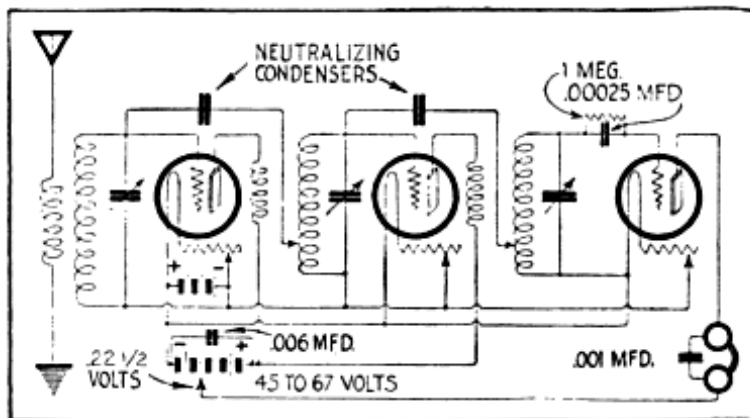 NEUTRALIZING
CONDENSERS
1 MEG.
.00025 MFD
+ -
- +
.006 MFD.
.22 1/2
VOLTS
45 TO 67 VOLTS
.001 MFD.